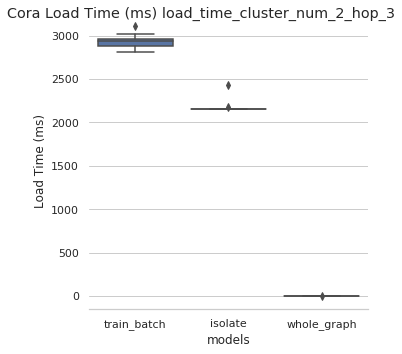 Cora Load Time (ms) load_time_cluster_num_2_hop_3
3000
2500
2000
1500
1000
500
0
Load Time (ms)
train_batch isolate whole_graph
models